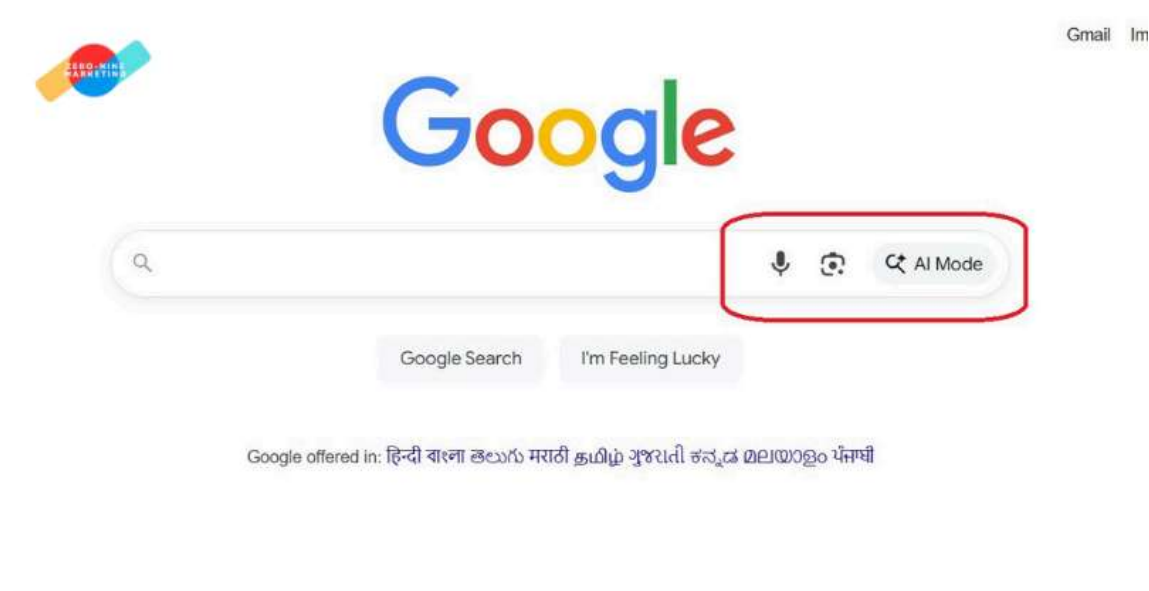 ZERO-NINE
MARKETING
Gmail Im
Google
AI Mode
Google Search I'm Feeling Lucky
Google offered in: हिन्दी বাংলা తెలుగు मराठी தமிழ் ગુજરાતી ಕನ್ನಡ മലയാളം ਪੰਜਾਬੀ